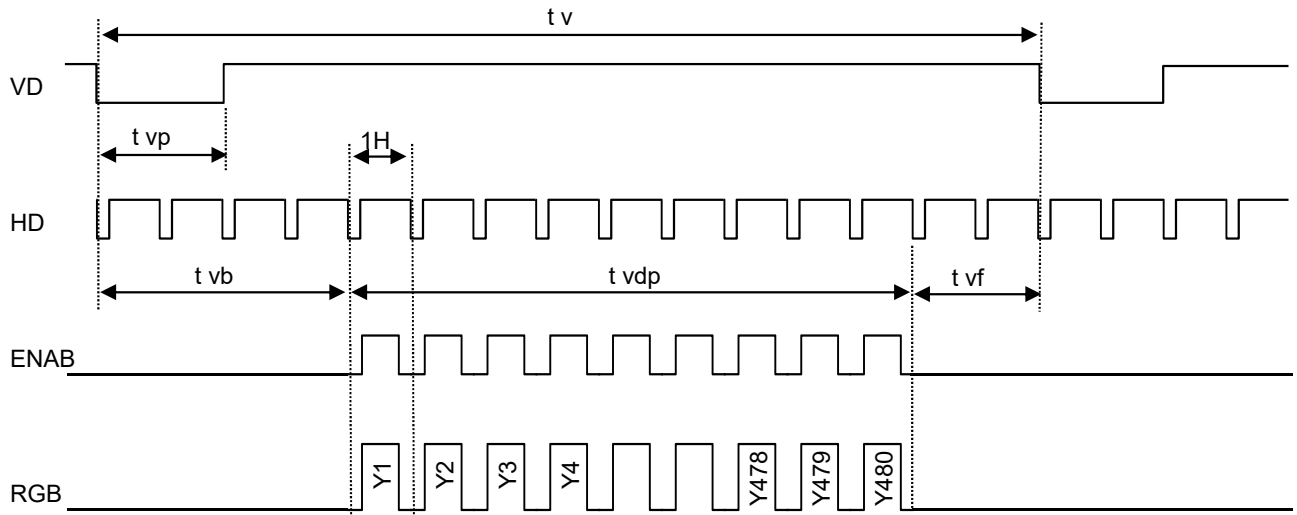 t v
VD
t vp
1H
HD
t vb
t vdp
t vf
ENAB
RGB
Y1 Y2 Y3 Y4 Y478 Y479 Y480